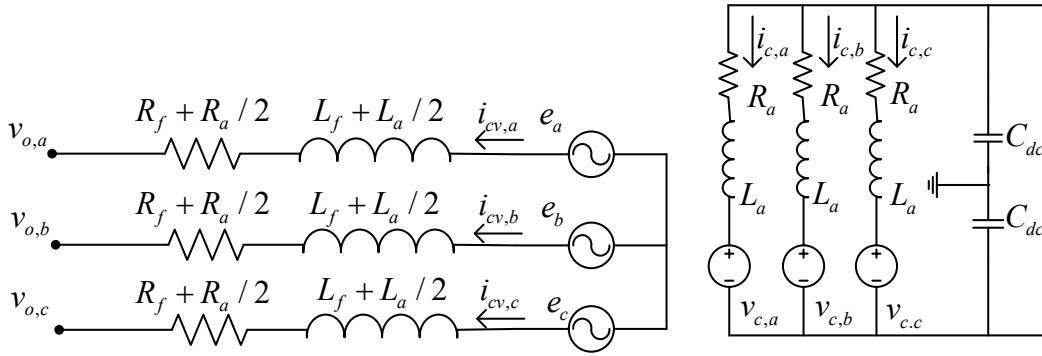 v_{o,a}
R_f + R_a / 2
L_f + L_a / 2
i_{cv,a}
e_a
v_{o,b}
R_f + R_a / 2
L_f + L_a / 2
i_{cv,b}
e_b
v_{o,c}
R_f + R_a / 2
L_f + L_a / 2
i_{cv,c}
e_c
i_{c,a}
i_{c,b}
i_{c,c}
R_a
R_a
R_a
C_{dc}
L_a
L_a
L_a
C_{dc}
+
-
+
-
+
-
v_{c,a}
v_{c,b}
v_{c.c}